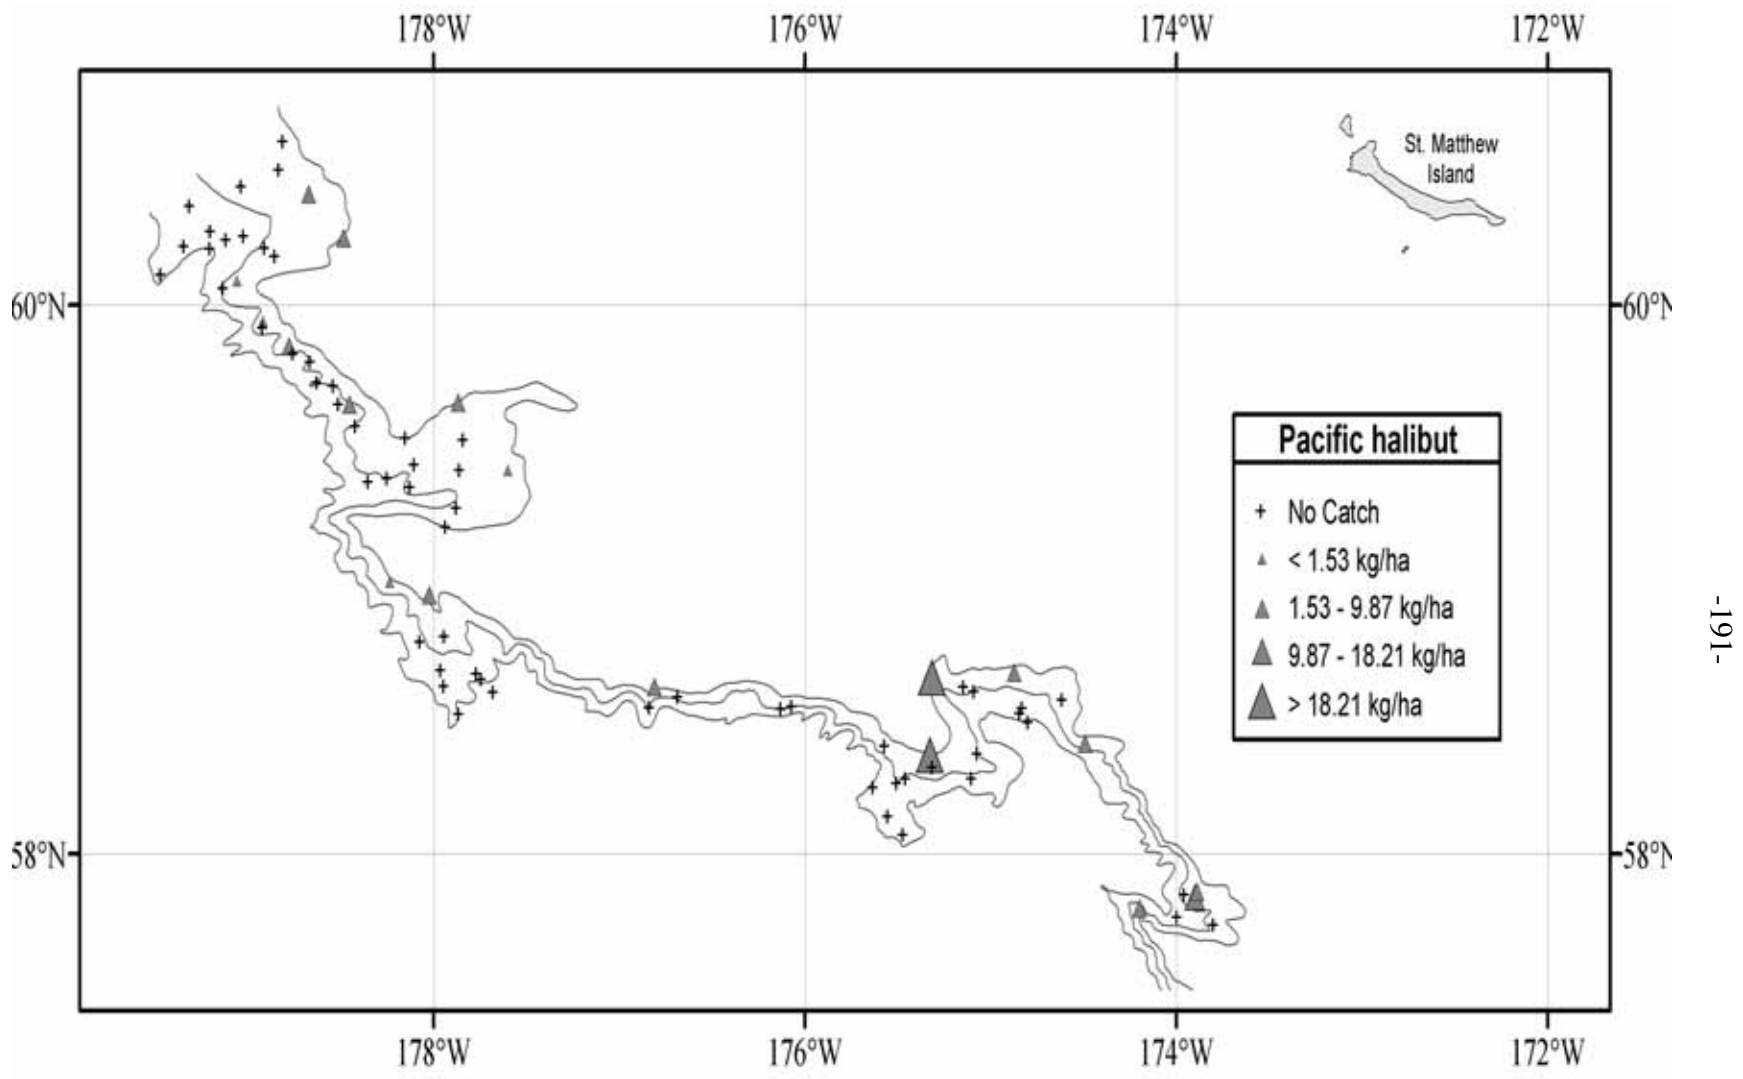 178°W 176°W 174°W 172°W
St. Matthew
Island
60°N 60°N
Pacific halibut
No Catch
< 1.53 kg/ha
1.53 - 9.87 kg/ha
9.87 - 18.21 kg/ha
> 18.21 kg/ha
-191-
58°N 58°N
178°W 176°W 174°W 172°W